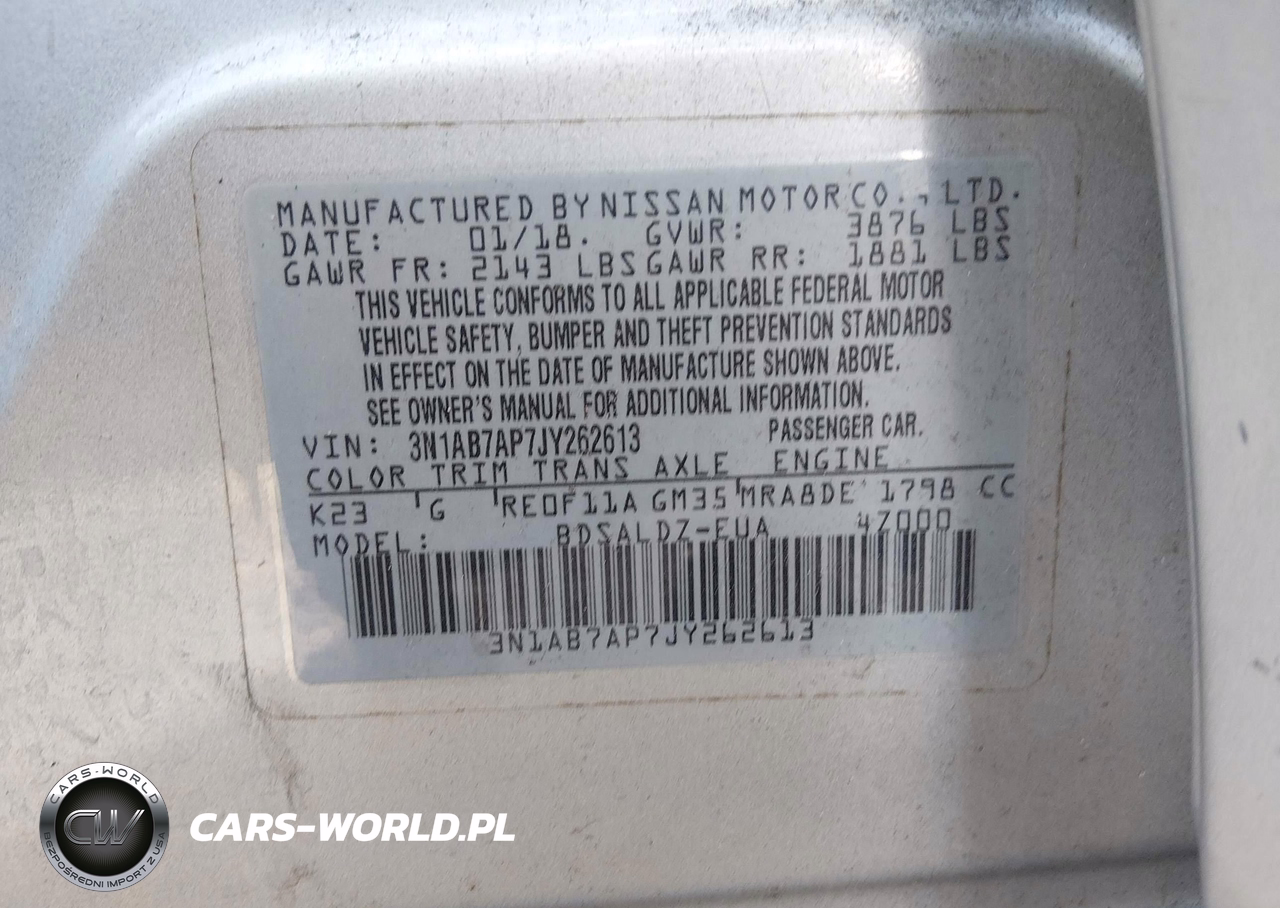 MANUFACTURED BY NISSAN MOTOR CO., LTD.
DATE: 01/18. GVWR: 3876 LBS
GAWR FR: 2143 LBS GAWR RR: 1881 LBS
THIS VEHICLE CONFORMS TO ALL APPLICABLE FEDERAL MOTOR
VEHICLE SAFETY, BUMPER AND THEFT PREVENTION STANDARDS
IN EFFECT ON THE DATE OF MANUFACTURE SHOWN ABOVE.
SEE OWNER'S MANUAL FOR ADDITIONAL INFORMATION.
VIN: 3N1AB7AP7JY262613 PASSENGER CAR.
COLOR TRIM TRANS AXLE ENGINE
K23 G RE0F11A GM35 MRA8DE 1798 CC
MODEL: BDSALDZ-EUA 4Z000
3N1AB7AP7JY262613
CARS-WORLD
CW
BEZPOŚREDNI IMPORT Z USA
CARS-WORLD.PL